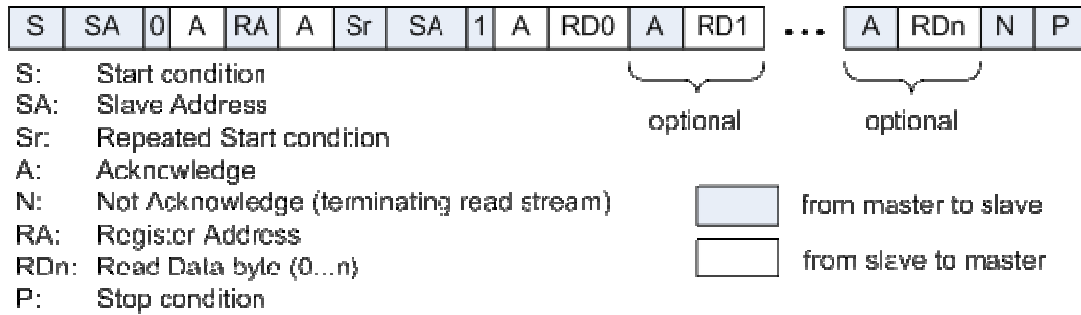 S SA 0 A RA A Sr SA 1 A RD0 A RD1 ... A RDn N P
S: Start condition
SA: Slave Address
Sr: Repeated Start condition
A: Acknowledge
N: Not Acknowledge (terminating read stream)
RA: Register Address
RDn: Read Data byte (0...n)
P: Stop condition
optional optional
from master to slave
from slave to master